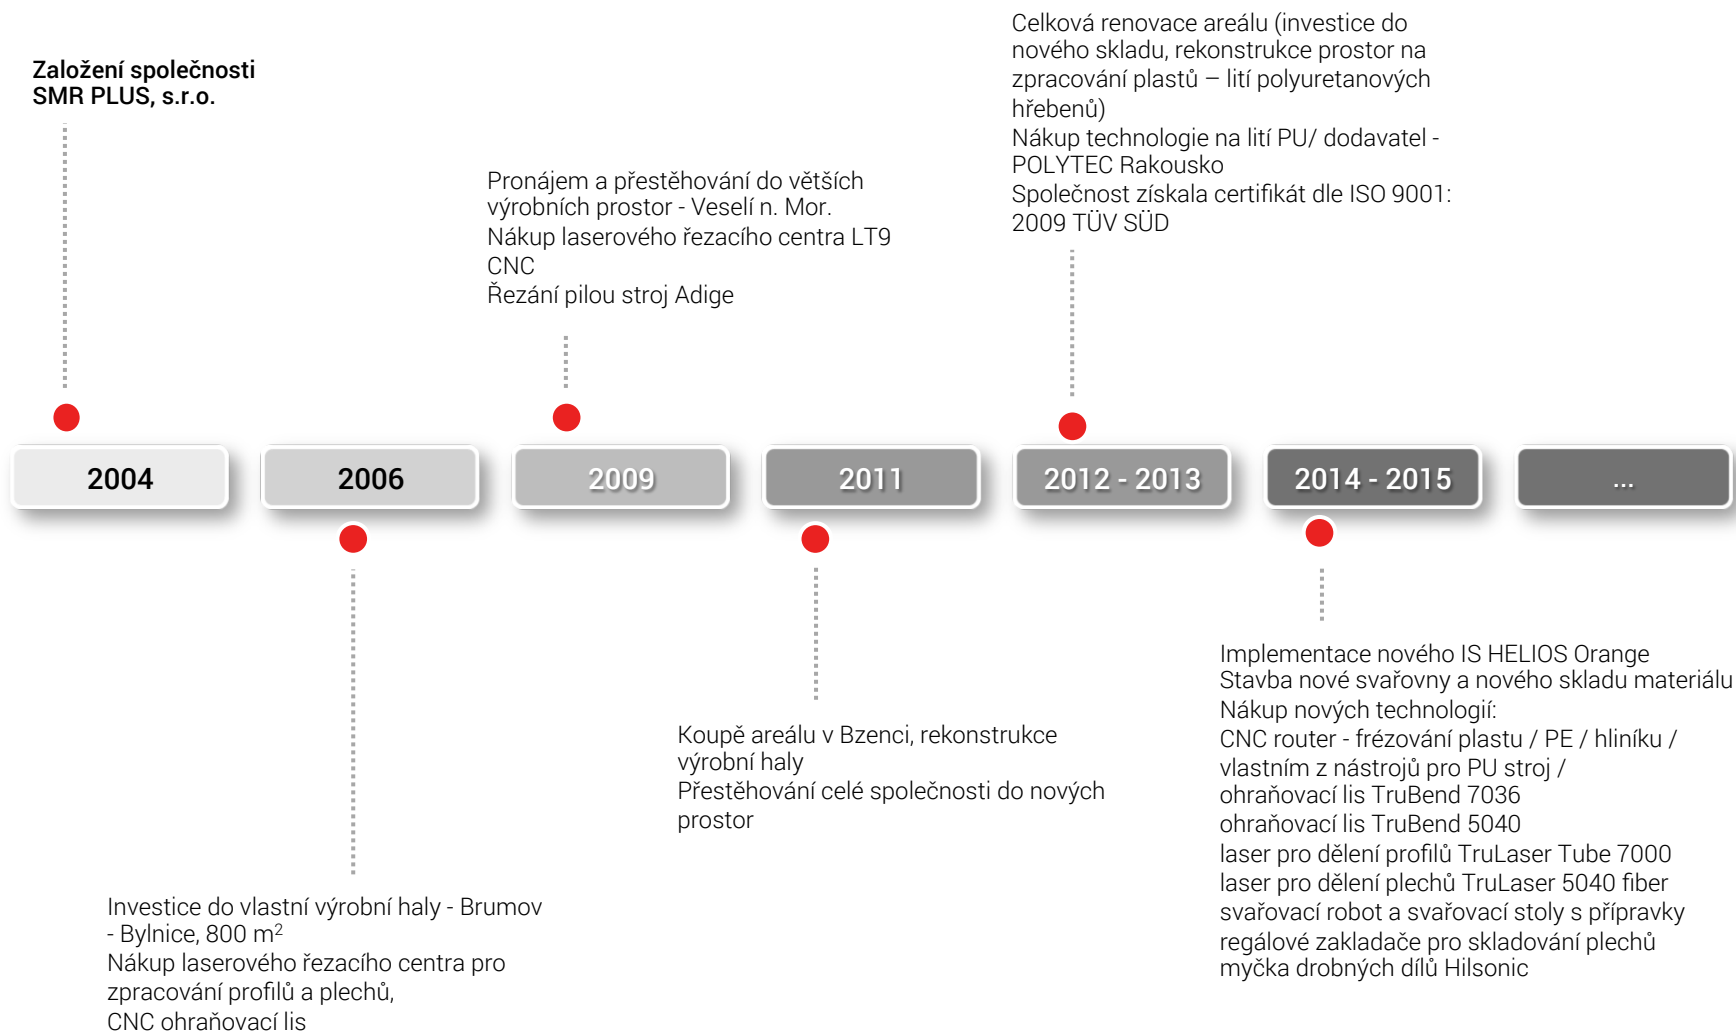 Založení společnosti
SMR PLUS, s.r.o.
Pronájem a přestěhování do větších
výrobních prostor - Veselí n. Mor.
Nákup laserového řezacího centra LT9
CNC
Řezání pilou stroj Adige
Celková renovace areálu (investice do
nového skladu, rekonstrukce prostor na
zpracování plastů – lití polyuretanových
hřebenů)
Nákup technologie na lití PU/ dodavatel -
POLYTEC Rakousko
Společnost získala certifikát dle ISO 9001:
2009 TÜV SÜD
2004
2006
2009
2011
2012 - 2013
2014 - 2015
...
Investice do vlastní výrobní haly - Brumov
- Bylnice, 800 m²
Nákup laserového řezacího centra pro
zpracování profilů a plechů,
CNC ohraňovací lis
Koupě areálu v Bzenci, rekonstrukce
výrobní haly
Přestěhování celé společnosti do nových
prostor
Implementace nového IS HELIOS Orange
Stavba nové svařovny a nového skladu materiálu
Nákup nových technologií:
CNC router - frézování plastu / PE / hliníku /
vlastním z nástrojů pro PU stroj /
ohraňovací lis TruBend 7036
ohraňovací lis TruBend 5040
laser pro dělení profilů TruLaser Tube 7000
laser pro dělení plechů TruLaser 5040 fiber
svařovací robot a svařovací stoly s přípravky
regálové zakladače pro skladování plechů
myčka drobných dílů Hilsonic